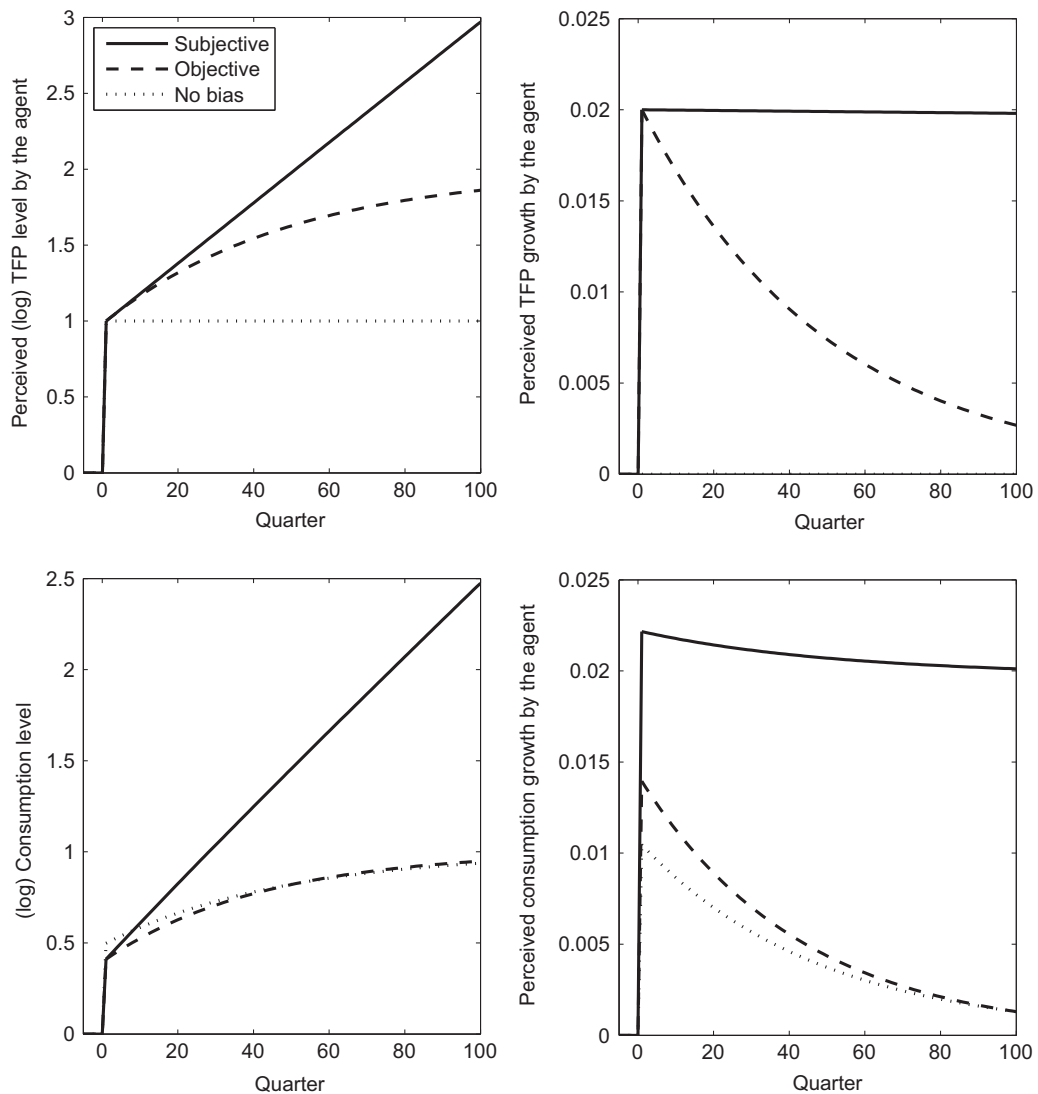 Perceived (log) TFP level by the agent
3
2.5
2
1.5
1
0.5
0
Subjective
Objective
No bias
0 20 40 60 80 100
Quarter
Perceived TFP growth by the agent
0.025
0.02
0.015
0.01
0.005
0
0 20 40 60 80 100
Quarter
(log) Consumption level
2.5
2
1.5
1
0.5
0
0 20 40 60 80 100
Quarter
Perceived consumption growth by the agent
0.025
0.02
0.015
0.01
0.005
0
0 20 40 60 80 100
Quarter